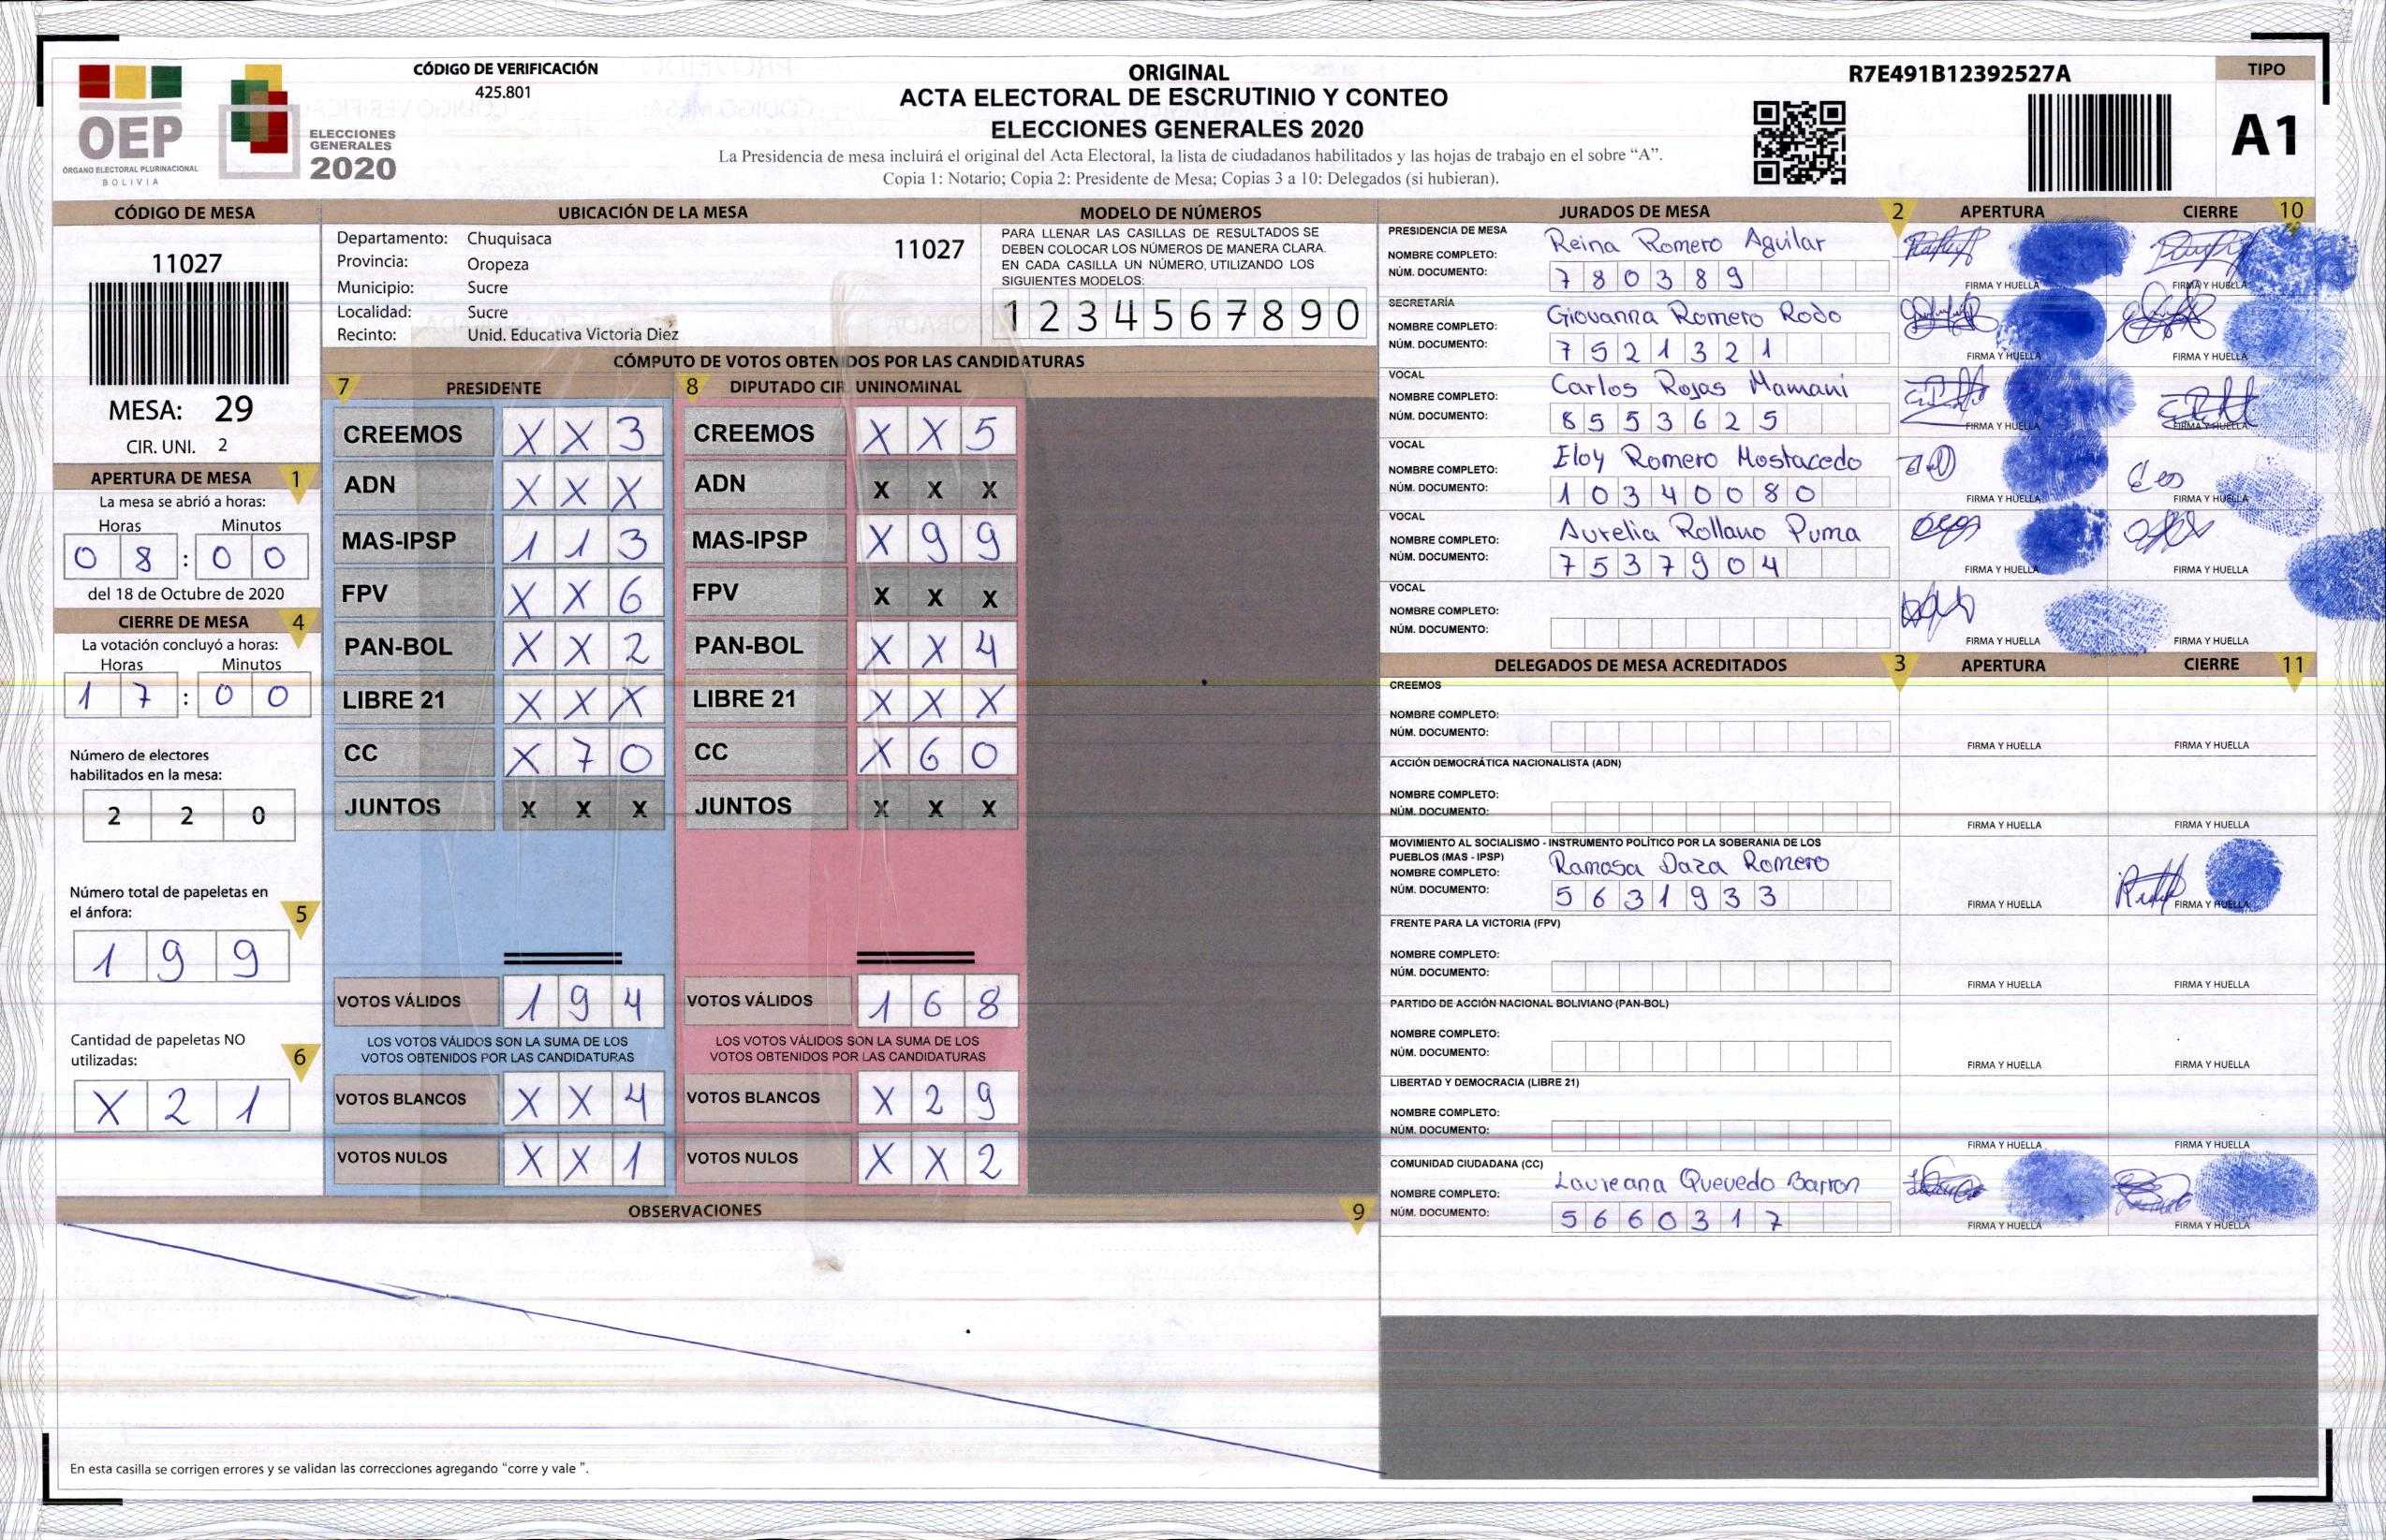 OEP
ÓRGANO ELECTORAL PLURINACIONAL
BOLIVIA
ELECCIONES
GENERALES
2020
CÓDIGO DE VERIFICACIÓN
425.801
ORIGINAL
ACTA ELECTORAL DE ESCRUTINIO Y CONTEO
ELECCIONES GENERALES 2020
La Presidencia de mesa incluirá el original del Acta Electoral, la lista de ciudadanos habilitados y las hojas de trabajo en el sobre “A”.
Copia 1: Notario; Copia 2: Presidente de Mesa; Copias 3 a 10: Delegados (si hubieran).
R7E491B12392527A
TIPO
A1
CÓDIGO DE MESA
11027
MESA: 29
CIR. UNI. 2
APERTURA DE MESA 1
La mesa se abrió a horas:
Horas Minutos
0 8 : 0 0
del 18 de Octubre de 2020
CIERRE DE MESA 4
La votación concluyó a horas:
Horas Minutos
1 7 : 0 0
Número de electores
habilitados en la mesa:
2 2 0
Número total de papeletas en
el ánfora: 5
1 9 9
Cantidad de papeletas NO
utilizadas: 6
X 2 1
UBICACIÓN DE LA MESA
Departamento: Chuquisaca 11027
Provincia: Oropeza
Municipio: Sucre
Localidad: Sucre
Recinto: Unid. Educativa Victoria Diez
MODELO DE NÚMEROS
PARA LLENAR LAS CASILLAS DE RESULTADOS SE
DEBEN COLOCAR LOS NÚMEROS DE MANERA CLARA.
EN CADA CASILLA UN NÚMERO, UTILIZANDO LOS
SIGUIENTES MODELOS:
1 2 3 4 5 6 7 8 9 0
CÓMPUTO DE VOTOS OBTENIDOS POR LAS CANDIDATURAS
7 PRESIDENTE
CREEMOS X X 3
ADN X X X
MAS-IPSP 1 1 3
FPV X X 6
PAN-BOL X X 2
LIBRE 21 X X X
CC X 7 0
JUNTOS X X X
VOTOS VÁLIDOS 1 9 4
LOS VOTOS VÁLIDOS SON LA SUMA DE LOS
VOTOS OBTENIDOS POR LAS CANDIDATURAS
VOTOS BLANCOS X X 4
VOTOS NULOS X X 1
8 DIPUTADO CIR. UNINOMINAL
CREEMOS X X 5
ADN X X X
MAS-IPSP X 9 9
FPV X X X
PAN-BOL X X 4
LIBRE 21 X X X
CC X 6 0
JUNTOS X X X
VOTOS VÁLIDOS 1 6 8
LOS VOTOS VÁLIDOS SON LA SUMA DE LOS
VOTOS OBTENIDOS POR LAS CANDIDATURAS
VOTOS BLANCOS X 2 9
VOTOS NULOS X X 2
OBSERVACIONES 9
En esta casilla se corrigen errores y se validan las correcciones agregando “corre y vale ”.
JURADOS DE MESA 2 APERTURA CIERRE 10
PRESIDENCIA DE MESA
NOMBRE COMPLETO: Reina Romero Aguilar
NÚM. DOCUMENTO: 7 8 0 3 8 9
FIRMA Y HUELLA FIRMA Y HUELLA
SECRETARÍA
NOMBRE COMPLETO: Giovanna Romero Rodo
NÚM. DOCUMENTO: 7 5 2 1 3 2 1
FIRMA Y HUELLA FIRMA Y HUELLA
VOCAL
NOMBRE COMPLETO: Carlos Rojas Mamani
NÚM. DOCUMENTO: 8 5 5 3 6 2 5
FIRMA Y HUELLA FIRMA Y HUELLA
VOCAL
NOMBRE COMPLETO: Eloy Romero Mostacedo
NÚM. DOCUMENTO: 1 0 3 4 0 0 8 0
FIRMA Y HUELLA FIRMA Y HUELLA
VOCAL
NOMBRE COMPLETO: Aurelia Rollano Puma
NÚM. DOCUMENTO: 7 5 3 7 9 0 4
FIRMA Y HUELLA FIRMA Y HUELLA
VOCAL
NOMBRE COMPLETO:
NÚM. DOCUMENTO:
FIRMA Y HUELLA FIRMA Y HUELLA
DELEGADOS DE MESA ACREDITADOS 3 APERTURA CIERRE 11
CREEMOS
NOMBRE COMPLETO:
NÚM. DOCUMENTO:
FIRMA Y HUELLA FIRMA Y HUELLA
ACCIÓN DEMOCRÁTICA NACIONALISTA (ADN)
NOMBRE COMPLETO:
NÚM. DOCUMENTO:
FIRMA Y HUELLA FIRMA Y HUELLA
MOVIMIENTO AL SOCIALISMO - INSTRUMENTO POLÍTICO POR LA SOBERANIA DE LOS
PUEBLOS (MAS - IPSP)
NOMBRE COMPLETO: Ramosa Daza Romero
NÚM. DOCUMENTO: 5 6 3 1 9 3 3
FIRMA Y HUELLA FIRMA Y HUELLA
FRENTE PARA LA VICTORIA (FPV)
NOMBRE COMPLETO:
NÚM. DOCUMENTO:
FIRMA Y HUELLA FIRMA Y HUELLA
PARTIDO DE ACCIÓN NACIONAL BOLIVIANO (PAN-BOL)
NOMBRE COMPLETO:
NÚM. DOCUMENTO:
FIRMA Y HUELLA FIRMA Y HUELLA
LIBERTAD Y DEMOCRACIA (LIBRE 21)
NOMBRE COMPLETO:
NÚM. DOCUMENTO:
FIRMA Y HUELLA FIRMA Y HUELLA
COMUNIDAD CIUDADANA (CC)
NOMBRE COMPLETO: Laureana Quevedo Barron
NÚM. DOCUMENTO: 5 6 6 0 3 1 7
FIRMA Y HUELLA FIRMA Y HUELLA